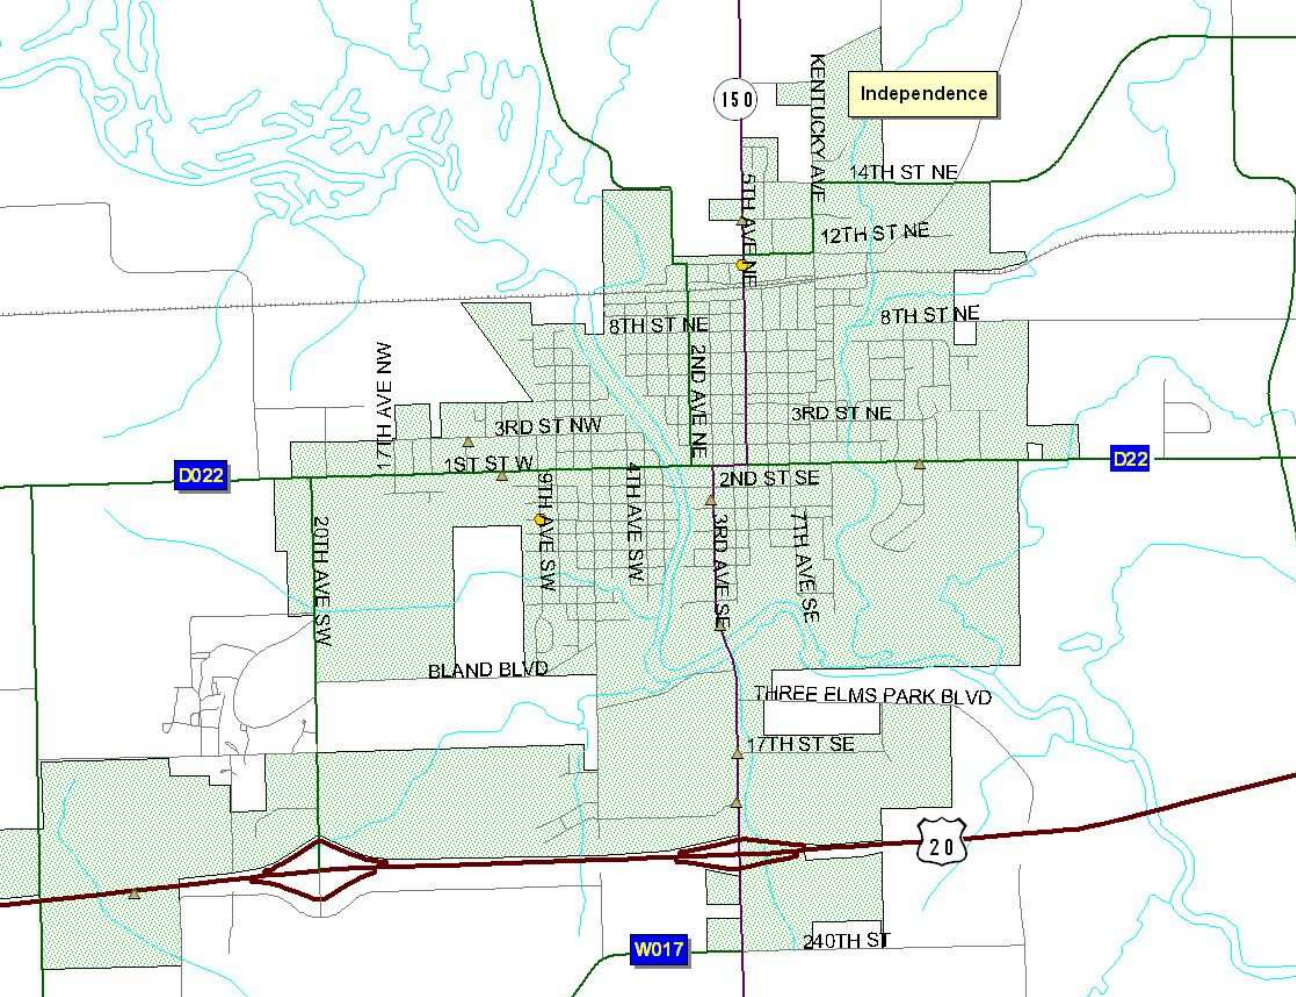 150
KENTUCKY AVE
Independence
5TH AVE NE
14TH ST NE
12TH ST NE
8TH ST NE
8TH ST NE
17TH AVE NW
2ND AVE NE
3RD ST NW
3RD ST NE
1ST ST W
D022
D22
2ND ST SE
9TH AVE SW
4TH AVE SW
20TH AVE SW
3RD AVE SE
7TH AVE SE
BLAND BLVD
THREE ELMS PARK BLVD
17TH ST SE
20
240TH ST
W017